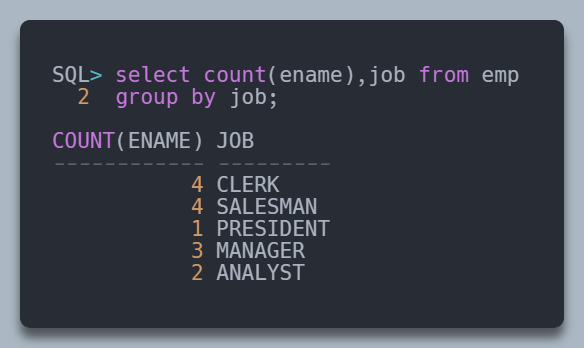 SQL> select count(ename),job from emp
  2  group by job;

COUNT(ENAME) JOB
------------ ---------
           4 CLERK
           4 SALESMAN
           1 PRESIDENT
           3 MANAGER
           2 ANALYST